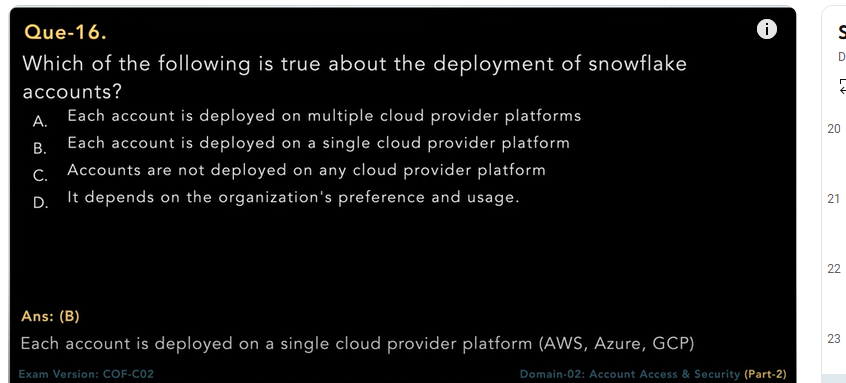 Que-16.
Which of the following is true about the deployment of snowflake
accounts?
A. Each account is deployed on multiple cloud provider platforms
B. Each account is deployed on a single cloud provider platform
C. Accounts are not deployed on any cloud provider platform
D. It depends on the organization's preference and usage.
Ans: (B)
Each account is deployed on a single cloud provider platform (AWS, Azure, GCP)
Exam Version: COF-C02
Domain-02: Account Access & Security (Part-2)
S
D
20
21
22
23